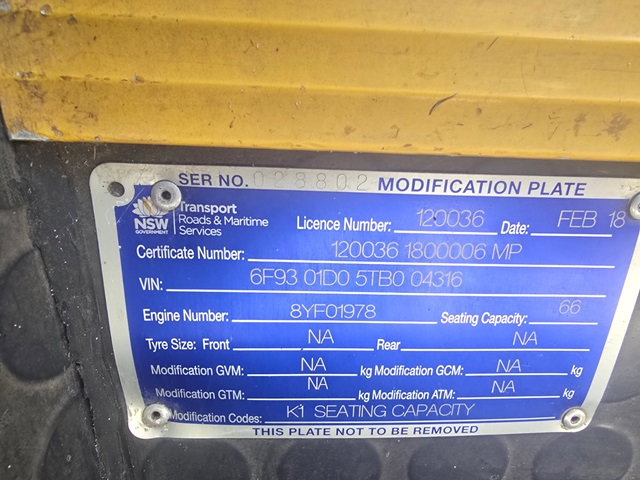 SER NO. 028802 MODIFICATION PLATE
NSW GOVERNMENT Transport Roads & Maritime Services
Licence Number: 120036 Date: FEB 18
Certificate Number: 120036 1800006 MP
VIN: 6F93 01D0 5TB0 04316
Engine Number: 8YF01978 Seating Capacity: 66
Tyre Size: Front NA Rear NA
Modification GVM: NA kg Modification GCM: NA kg
Modification GTM: NA kg Modification ATM: NA kg
Modification Codes: K1 SEATING CAPACITY
THIS PLATE NOT TO BE REMOVED